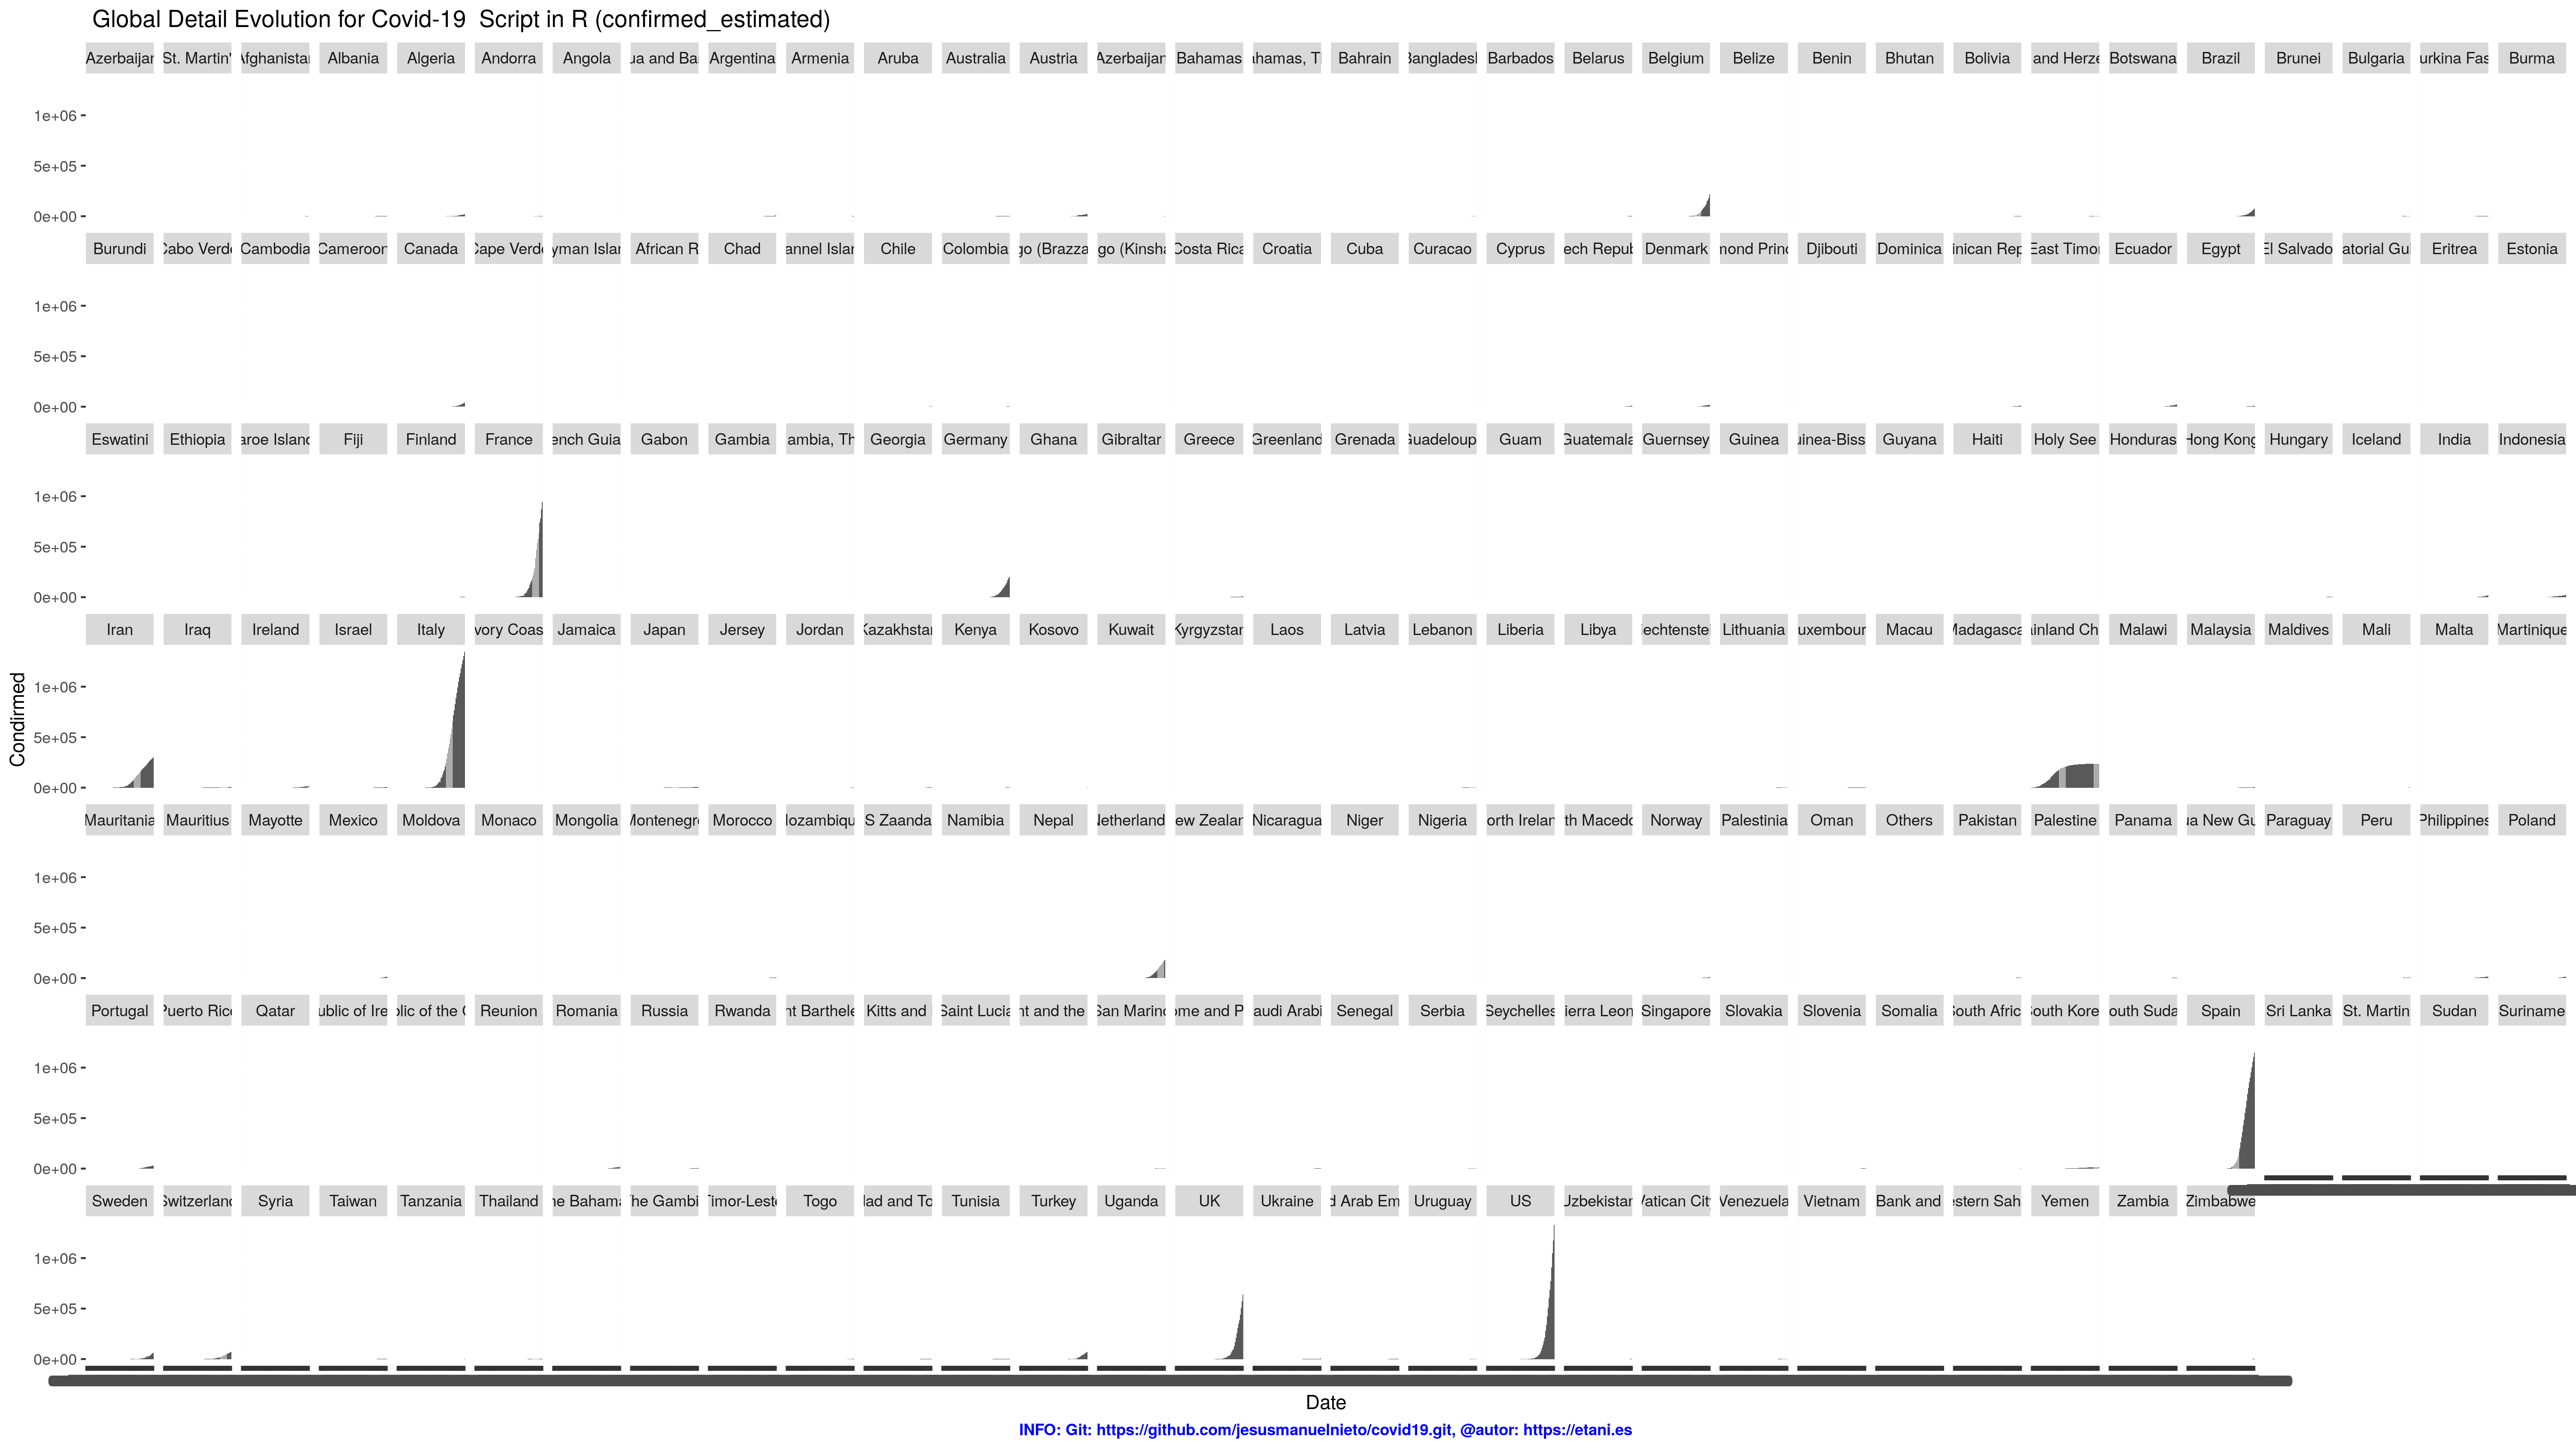 Global Detail Evolution for Covid-19  Script in R (confirmed_estimated)
Azerbaijan St. Martin' Afghanistan Albania Algeria Andorra Angola ua and Ba Argentina Armenia Aruba Australia Austria Azerbaijan Bahamas hamas, T Bahrain Bangladesh Barbados Belarus Belgium Belize Benin Bhutan Bolivia and Herze Botswana Brazil Brunei Bulgaria urkina Fas Burma
1e+06
5e+05
0e+00
Burundi Cabo Verde Cambodia Cameroon Canada Cape Verde yman Islan African R Chad annel Islan Chile Colombia go (Brazza go (Kinsha Costa Rica Croatia Cuba Curacao Cyprus ech Repub Denmark mond Princ Djibouti Dominica inican Rep East Timor Ecuador Egypt El Salvador atorial Gui Eritrea Estonia
1e+06
5e+05
0e+00
Eswatini Ethiopia aroe Island Fiji Finland France ench Guia Gabon Gambia ambia, Th Georgia Germany Ghana Gibraltar Greece Greenland Grenada Guadeloup Guam Guatemala Guernsey Guinea uinea-Biss Guyana Haiti Holy See Honduras Hong Kong Hungary Iceland India Indonesia
1e+06
5e+05
0e+00
Iran Iraq Ireland Israel Italy vory Coas Jamaica Japan Jersey Jordan Kazakhstan Kenya Kosovo Kuwait Kyrgyzstan Laos Latvia Lebanon Liberia Libya iechtenstei Lithuania uxembour Macau Madagasca ainland Ch Malawi Malaysia Maldives Mali Malta Martinique
Condirmed
1e+06
5e+05
0e+00
Mauritania Mauritius Mayotte Mexico Moldova Monaco Mongolia Montenegro Morocco Mozambiqu S Zaanda Namibia Nepal Netherland ew Zealan Nicaragua Niger Nigeria orth Irelan th Macedo Norway Palestinia Oman Others Pakistan Palestine Panama ua New Gu Paraguay Peru Philippines Poland
1e+06
5e+05
0e+00
Portugal Puerto Rico Qatar ublic of Ire blic of the C Reunion Romania Russia Rwanda nt Barthele Kitts and Saint Lucia nt and the San Marino ome and P audi Arabi Senegal Serbia Seychelles ierra Leon Singapore Slovakia Slovenia Somalia South Afric South Kore outh Suda Spain Sri Lanka St. Martin Sudan Suriname
1e+06
5e+05
0e+00
Sweden Switzerland Syria Taiwan Tanzania Thailand he Bahama The Gambi Timor-Leste Togo dad and To Tunisia Turkey Uganda UK Ukraine d Arab Em Uruguay US Uzbekistan Vatican City Venezuela Vietnam Bank and estern Sah Yemen Zambia Zimbabwe
1e+06
5e+05
0e+00
Date
INFO: Git: https://github.com/jesusmanuelnieto/covid19.git, @autor: https://etani.es